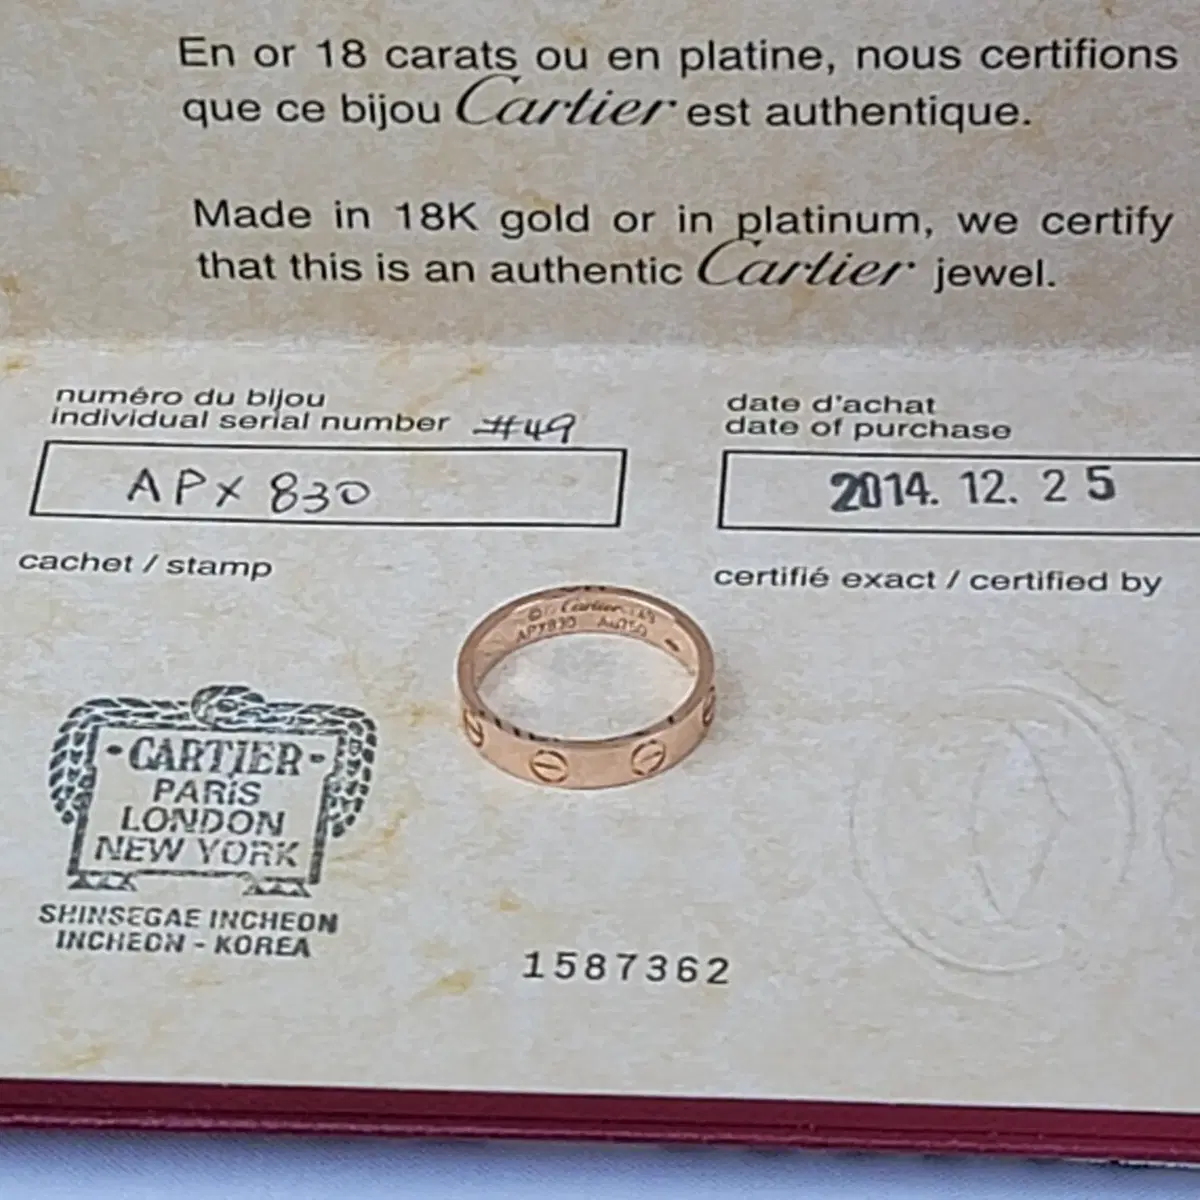 En or 18 carats ou en platine, nous certifions
que ce bijou Cartier est authentique.
Made in 18K gold or in platinum, we certify
that this is an authentic Cartier jewel.
numéro du bijou
individual serial number #49
APX 830
date d'achat
date of purchase
2014. 12. 25
cachet / stamp
certifié exact / certified by
© Cartier 49
APX830 Au750
CARTIER
PARIS
LONDON
NEW YORK
SHINSEGAE INCHEON
INCHEON - KOREA
1587362